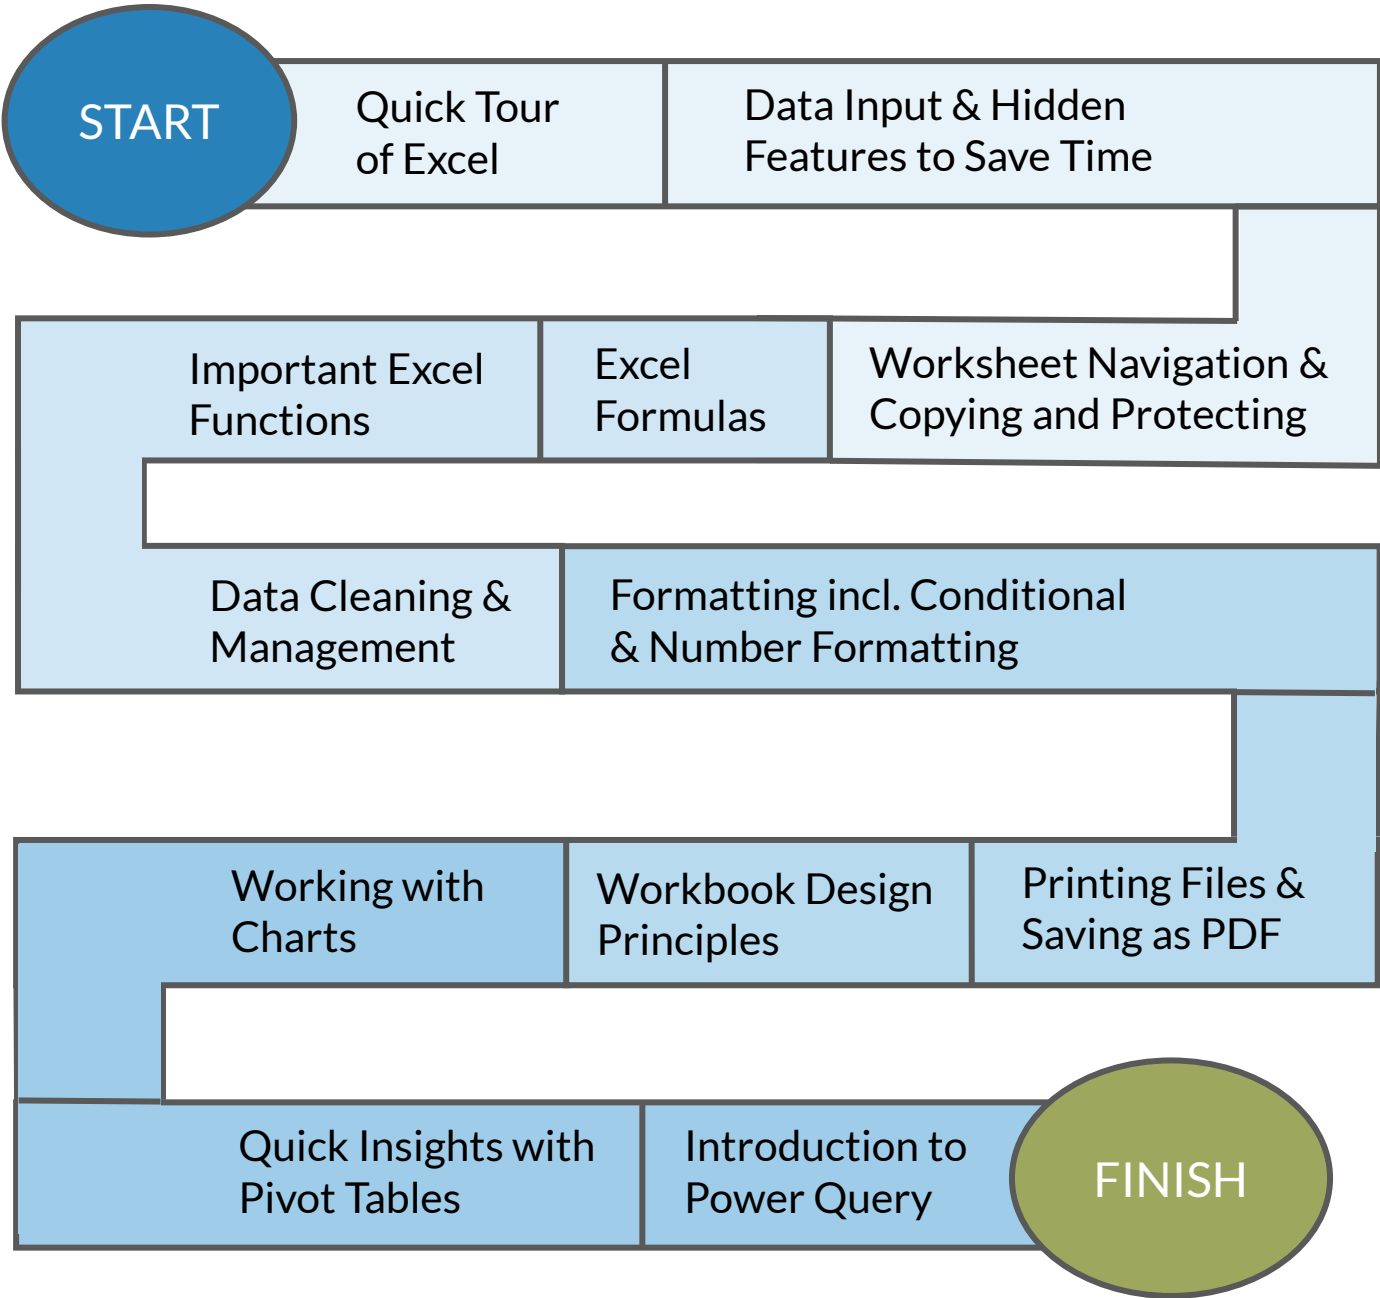 START
Quick Tour
of Excel
Data Input & Hidden
Features to Save Time
Worksheet Navigation &
Copying and Protecting
Excel
Formulas
Important Excel
Functions
Data Cleaning &
Management
Formatting incl. Conditional
& Number Formatting
Printing Files &
Saving as PDF
Workbook Design
Principles
Working with
Charts
Quick Insights with
Pivot Tables
Introduction to
Power Query
FINISH